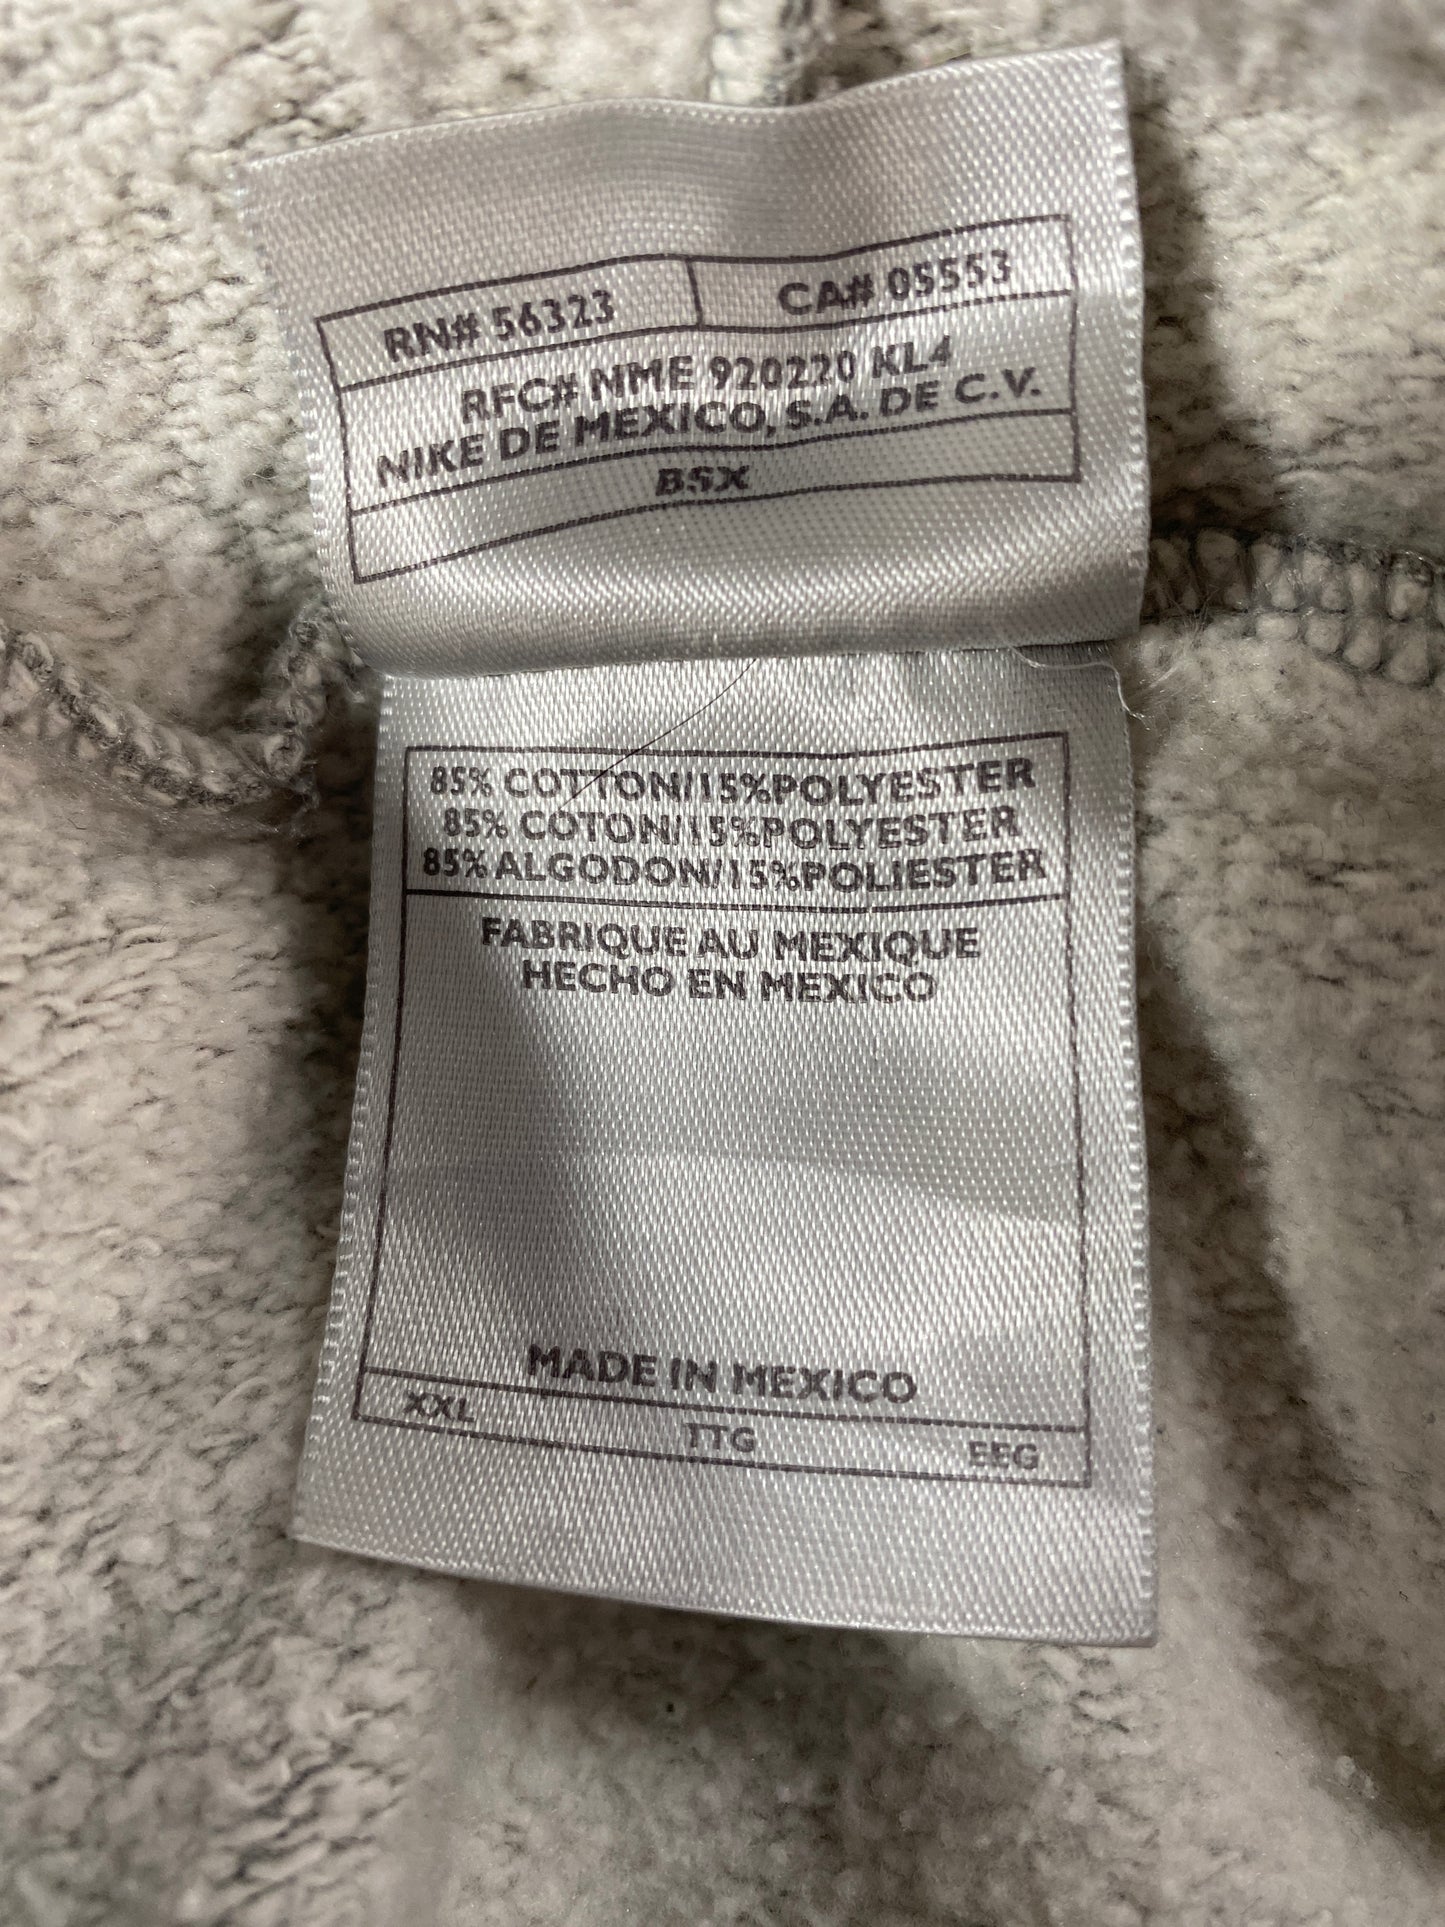 RN# 56323 CA# 05553
RFC# NME 920220 KL4
NIKE DE MEXICO, S.A. DE C.V.
BSX
85% COTTON/15%POLYESTER
85% COTON/15%POLYESTER
85% ALGODON/15%POLIESTER
FABRIQUE AU MEXIQUE
HECHO EN MEXICO
MADE IN MEXICO
XXL TTG EEG